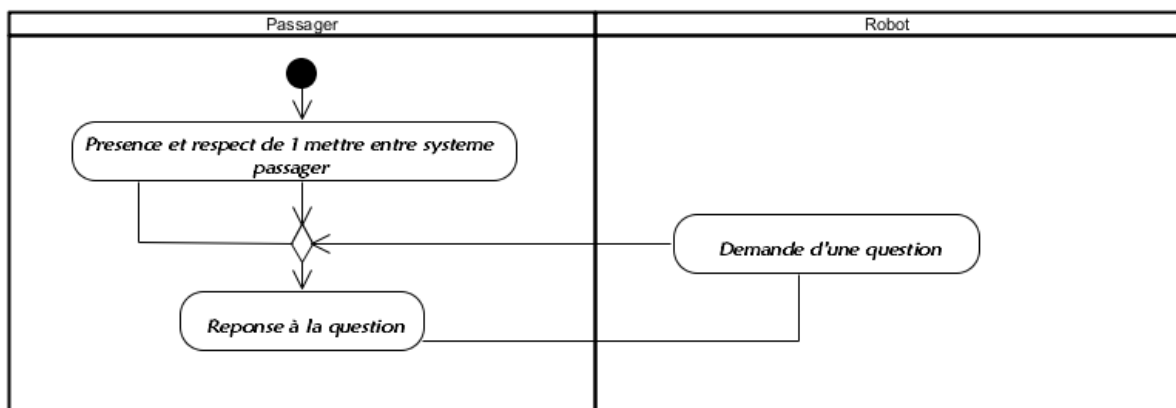 Passager
Robot
Presence et respect de 1 mettre entre systeme
passager
Demande d'une question
Reponse à la question